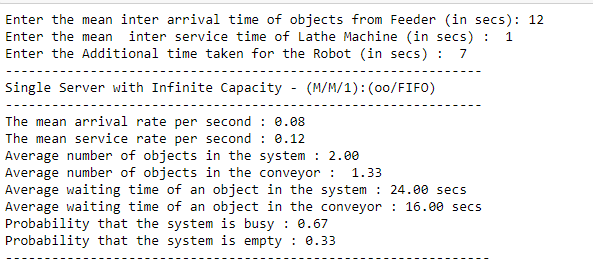 Enter the mean inter arrival time of objects from Feeder (in secs): 12
Enter the mean  inter service time of Lathe Machine (in secs) :  1
Enter the Additional time taken for the Robot (in secs) :  7
--------------------------------------------------------------
Single Server with Infinite Capacity - (M/M/1):(oo/FIFO)
--------------------------------------------------------------
The mean arrival rate per second : 0.08
The mean service rate per second : 0.12
Average number of objects in the system : 2.00
Average number of objects in the conveyor :  1.33
Average waiting time of an object in the system : 24.00 secs
Average waiting time of an object in the conveyor : 16.00 secs
Probability that the system is busy : 0.67
Probability that the system is empty : 0.33
---------------------------------------------------------------